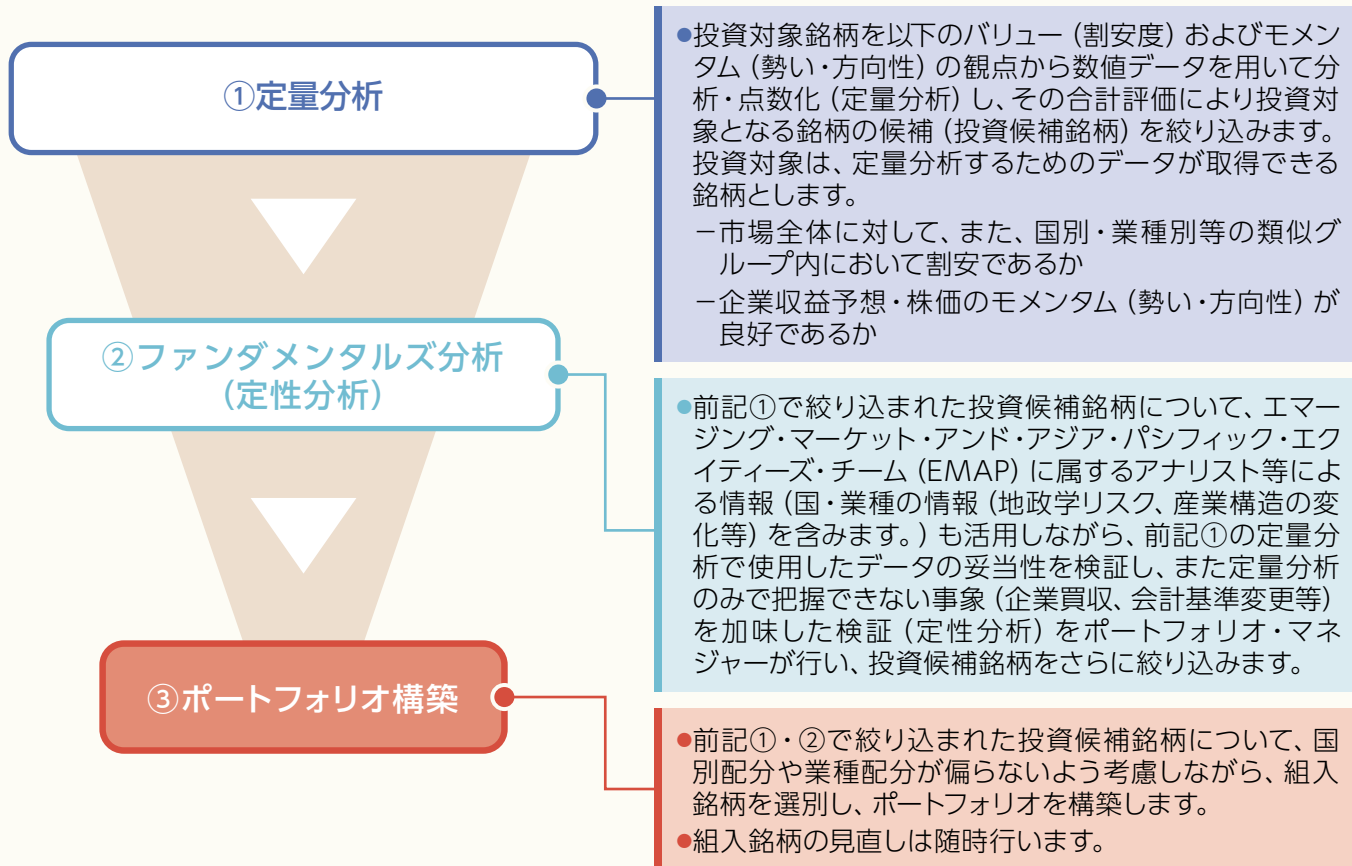 ①定量分析
●投資対象銘柄を以下のバリュー（割安度）およびモメン
タム（勢い・方向性）の観点から数値データを用いて分
析・点数化（定量分析）し、その合計評価により投資対
象となる銘柄の候補（投資候補銘柄）を絞り込みます。
投資対象は、定量分析するためのデータが取得できる
銘柄とします。
－市場全体に対して、また、国別・業種別等の類似グ
ループ内において割安であるか
－企業収益予想・株価のモメンタム（勢い・方向性）が
良好であるか
②ファンダメンタルズ分析
（定性分析）
●前記①で絞り込まれた投資候補銘柄について、エマー
ジング・マーケット・アンド・アジア・パシフィック・エク
イティーズ・チーム（EMAP）に属するアナリスト等によ
る情報（国・業種の情報（地政学リスク、産業構造の変
化等）を含みます。）も活用しながら、前記①の定量分
析で使用したデータの妥当性を検証し、また定量分析
のみで把握できない事象（企業買収、会計基準変更等）
を加味した検証（定性分析）をポートフォリオ・マネ
ジャーが行い、投資候補銘柄をさらに絞り込みます。
③ポートフォリオ構築
●前記①・②で絞り込まれた投資候補銘柄について、国
別配分や業種配分が偏らないよう考慮しながら、組入
銘柄を選別し、ポートフォリオを構築します。
●組入銘柄の見直しは随時行います。